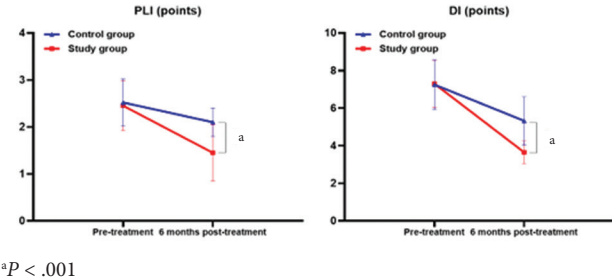 PLI (points)
Control group
Study group
4
3
2
1
0
a
Pre-treatment 6 months post-treatment
DI (points)
Control group
Study group
10
8
6
4
2
0
a
Pre-treatment 6 months post-treatment
aP < .001